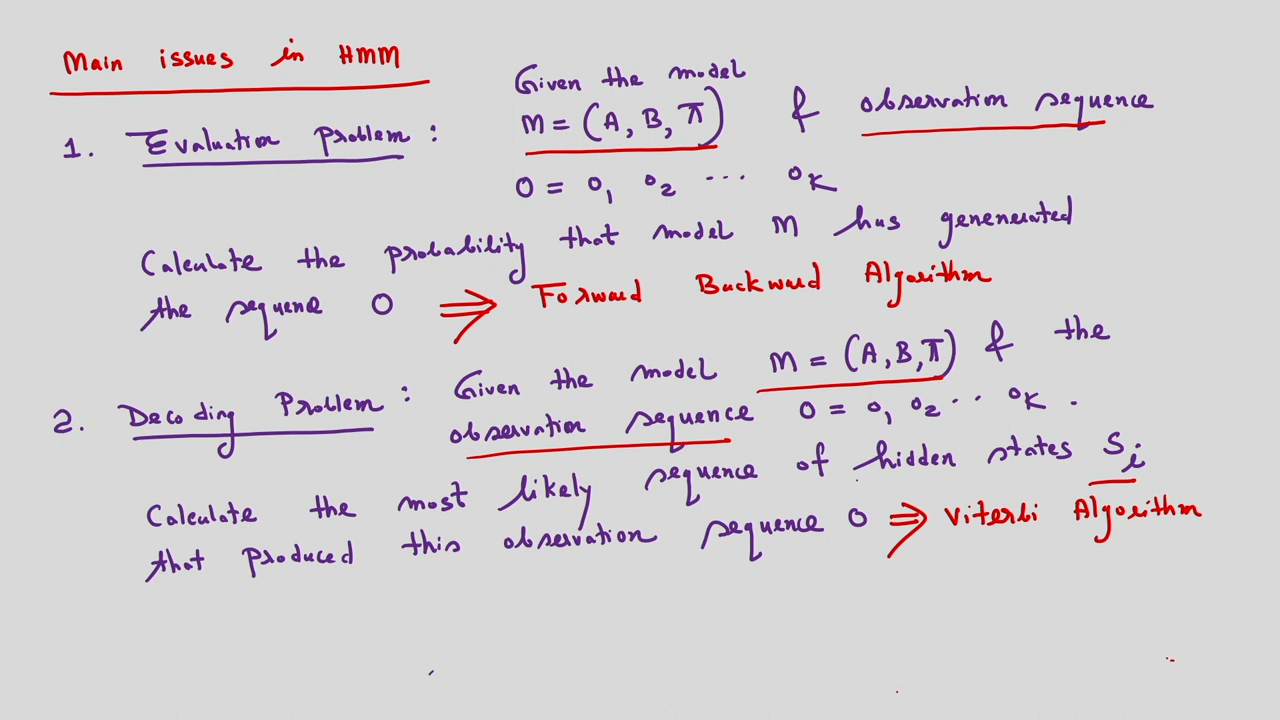 Main issues in HMM
1. Evaluation Problem : Given the model
M = (A, B, π) & observation sequence
O = o₁ o₂ ... oₖ
Calculate the probability that model M has genenerated
the sequence O ⇒ Forward Backward Algorithm
2. Decoding Problem : Given the model M = (A, B, π) & the
observation sequence O = o₁ o₂ ... oₖ .
Calculate the most likely sequence of hidden states Sᵢ
that produced this observation sequence O ⇒ Viterbi Algorithm